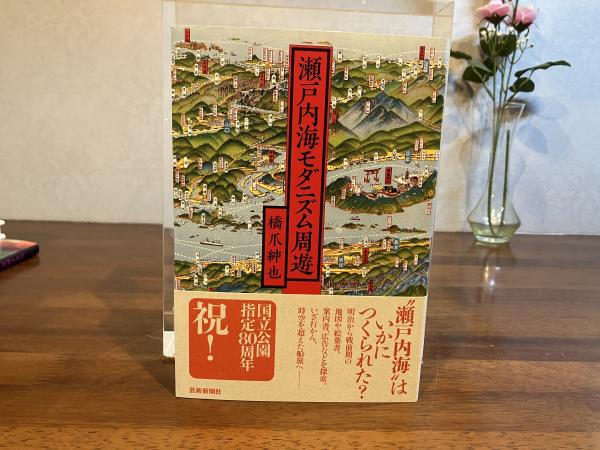 瀬戸内海モダニズム周遊
橋爪紳也
“瀬戸内海”は
いかに
つくられた？
明治から戦前期の
地図や絵葉書、
案内書、広告などを探索。
いざ行かん、
時空を超えた船旅へ——
国立公園
指定80周年
祝！
芸術新聞社